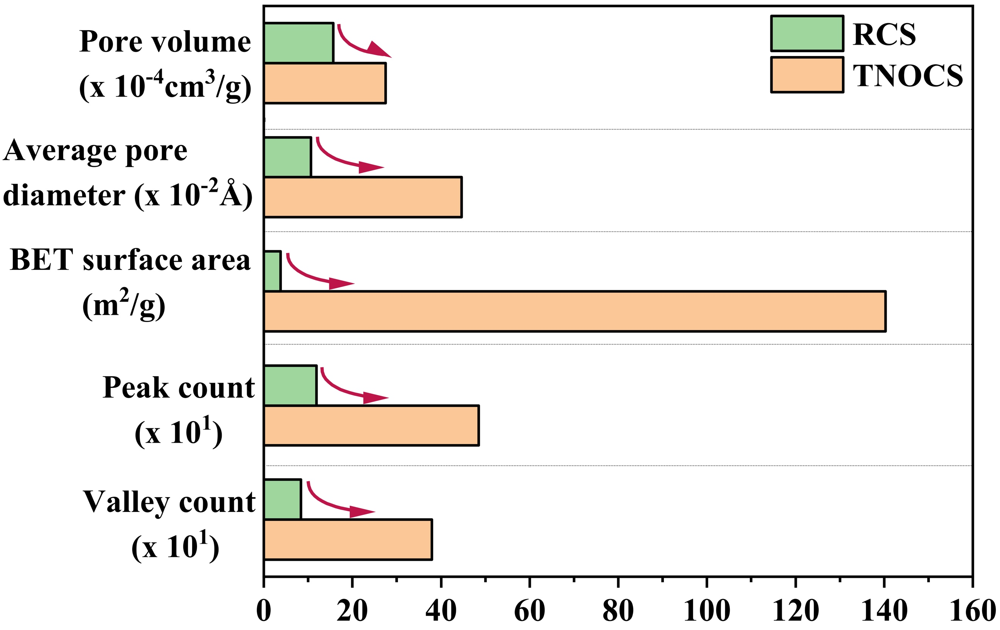 Pore volume
(x 10⁻⁴cm³/g)
RCS
TNOCS
Average pore
diameter (x 10⁻²Å)
BET surface area
(m²/g)
Peak count
(x 10¹)
Valley count
(x 10¹)
0 20 40 60 80 100 120 140 160